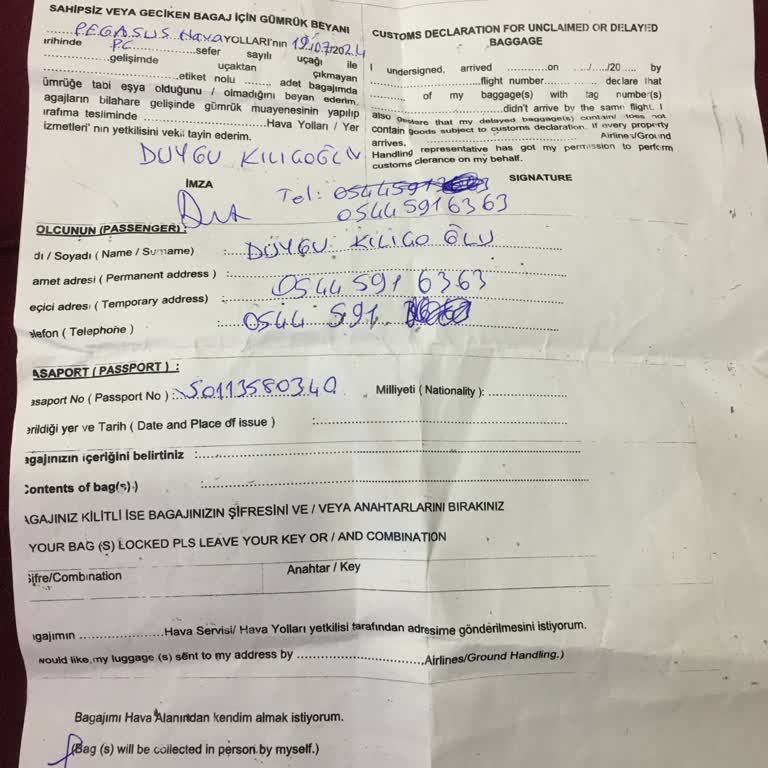 SAHİPSİZ VEYA GECİKEN BAGAJ İÇİN GÜMRÜK BEYANI
PEGASUS Hava YOLLARI'nın 19.07.2024
arihinde PC sefer sayılı uçağı ile
gelişimde uçaktan çıkmayan
etiket nolu adet bagajımda
ümrüğe tabi eşya olduğunu / olmadığını beyan ederim.
agajların bilahare gelişinde gümrük muayenesinin yapılıp
arafıma tesliminde Hava Yolları / Yer
izmetleri' nin yetkilisini vekil tayin ederim.
DUYGU KILICOĞLU
İMZA
CUSTOMS DECLARATION FOR UNCLAIMED OR DELAYED
BAGGAGE
I undersigned, arrived on / /20 by
flight number declare that
of my baggage(s) with tag number(s)
didn't arrive by the same flight. I
also declare that my delayed baggage(s) contain/ does not
contain goods subject to customs declaration. If every property
arrives. Airlines/Ground
Handling representative has got my permission to perform
customs clerance on my behalf.
SIGNATURE
Tel:
0544 591 6363
OLCUNUN (PASSENGER) :
dı / Soyadı ( Name / Surname) : DUYGU KILICOĞLU
amet adresi ( Permanent address ) : 0544 591 6363
eçici adresi ( Temporary address) : 0544 591
elefon ( Telephone ) :
ASAPORT ( PASSPORT ) :
asaport No ( Passport No ) : 50113580340 Milliyeti ( Nationality ):
erildiği yer ve Tarih ( Date and Place of issue ) :
agajınızın içeriğini belirtiniz :
Contents of bag(s).) :
AGAJINIZ KİLİTLİ İSE BAGAJINIZIN ŞİFRESİNİ VE / VEYA ANAHTARLARINI BIRAKINIZ
YOUR BAG (S) LOCKED PLS LEAVE YOUR KEY OR / AND COMBINATION
Şifre/Combination Anahtar / Key
agajımın Hava Servisi/ Hava Yolları yetkilisi tarafından adresime gönderilmesini istiyorum.
would like my luggage (s) sent to my address by Airlines/Ground Handling.)
Bagajımı Hava Alanından kendim almak istiyorum.
(Bag (s) will be collected in person by myself.)